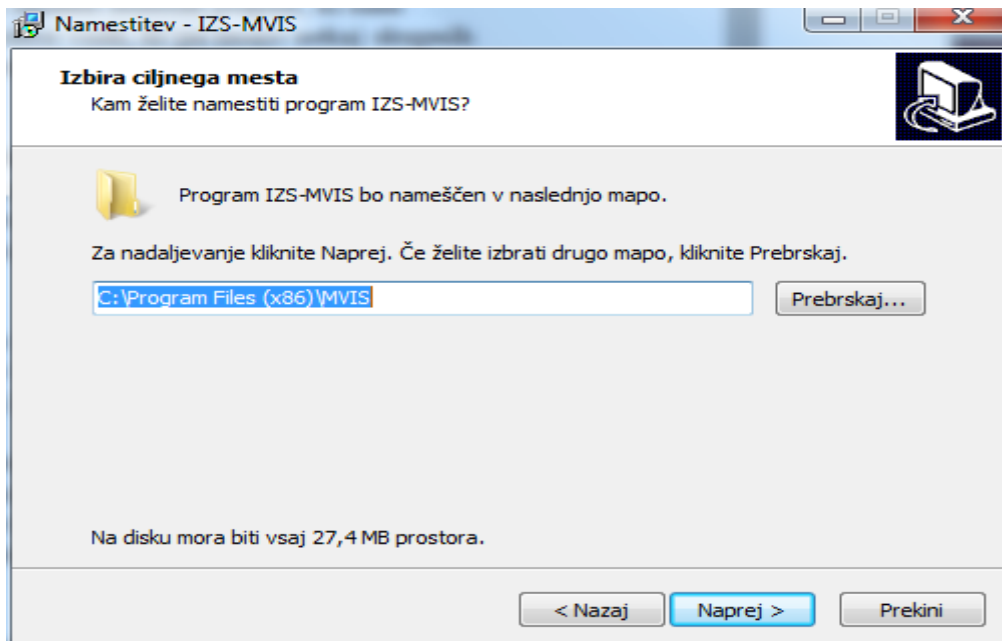 Namestitev - IZS-MVIS
Izbira ciljnega mesta
Kam želite namestiti program IZS-MVIS?
Program IZS-MVIS bo nameščen v naslednjo mapo.
Za nadaljevanje kliknite Naprej. Če želite izbrati drugo mapo, kliknite Prebrskaj.
C:\Program Files (x86)\MVIS
Prebrskaj...
Na disku mora biti vsaj 27,4 MB prostora.
< Nazaj
Naprej >
Prekini